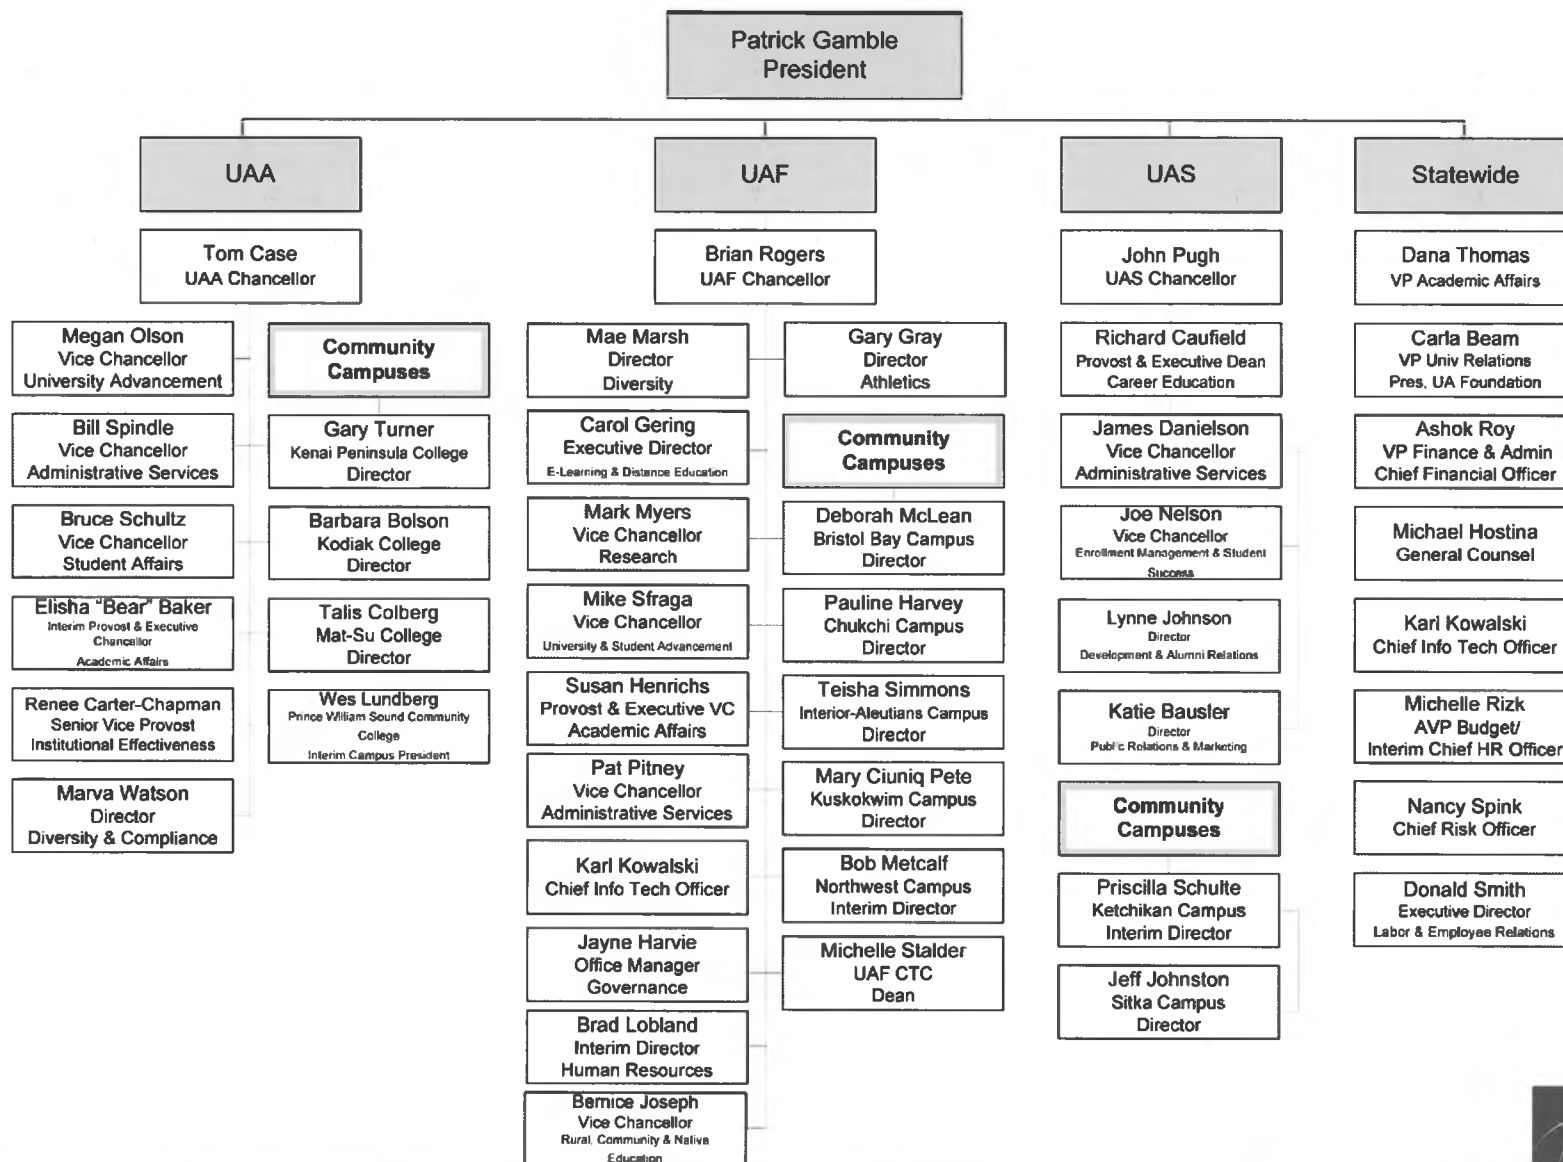 Patrick Gamble
President
UAA
Tom Case
UAA Chancellor
Megan Olson
Vice Chancellor
University Advancement
Bill Spindle
Vice Chancellor
Administrative Services
Bruce Schultz
Vice Chancellor
Student Affairs
Elisha "Bear" Baker
Interim Provost & Executive
Chancellor
Academic Affairs
Renee Carter-Chapman
Senior Vice Provost
Institutional Effectiveness
Marva Watson
Director
Diversity & Compliance
Community
Campuses
Gary Turner
Kenai Peninsula College
Director
Barbara Bolson
Kodiak College
Director
Talis Colberg
Mat-Su College
Director
Wes Lundberg
Prince William Sound Community
College
Interim Campus President
UAF
Brian Rogers
UAF Chancellor
Mae Marsh
Director
Diversity
Carol Gering
Executive Director
E-Learning & Distance Education
Mark Myers
Vice Chancellor
Research
Mike Sfraga
Vice Chancellor
University & Student Advancement
Susan Henrichs
Provost & Executive VC
Academic Affairs
Pat Pitney
Vice Chancellor
Administrative Services
Karl Kowalski
Chief Info Tech Officer
Jayne Harvie
Office Manager
Governance
Brad Lobland
Interim Director
Human Resources
Bernice Joseph
Vice Chancellor
Rural, Community & Native
Education
Gary Gray
Director
Athletics
Community
Campuses
Deborah McLean
Bristol Bay Campus
Director
Pauline Harvey
Chukchi Campus
Director
Teisha Simmons
Interior-Aleutians Campus
Director
Mary Ciuniq Pete
Kuskokwim Campus
Director
Bob Metcalf
Northwest Campus
Interim Director
Michelle Stalder
UAF CTC
Dean
UAS
John Pugh
UAS Chancellor
Richard Caufield
Provost & Executive Dean
Career Education
James Danielson
Vice Chancellor
Administrative Services
Joe Nelson
Vice Chancellor
Enrollment Management & Student
Success
Lynne Johnson
Director
Development & Alumni Relations
Katie Bausler
Director
Public Relations & Marketing
Community
Campuses
Priscilla Schulte
Ketchikan Campus
Interim Director
Jeff Johnston
Sitka Campus
Director
Statewide
Dana Thomas
VP Academic Affairs
Carla Beam
VP Univ Relations
Pres, UA Foundation
Ashok Roy
VP Finance & Admin
Chief Financial Officer
Michael Hostina
General Counsel
Karl Kowalski
Chief Info Tech Officer
Michelle Rizk
AVP Budget/
Interim Chief HR Officer
Nancy Spink
Chief Risk Officer
Donald Smith
Executive Director
Labor & Employee Relations